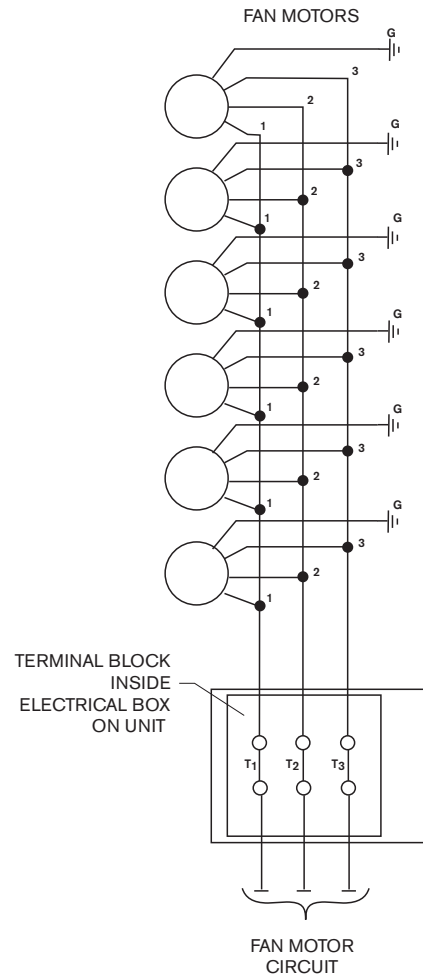 FAN MOTORS
G
3
2
1
G
3
2
1
G
3
2
1
G
3
2
1
G
3
2
1
G
3
2
1
TERMINAL BLOCK
INSIDE
ELECTRICAL BOX
ON UNIT
T1 T2 T3
FAN MOTOR
CIRCUIT